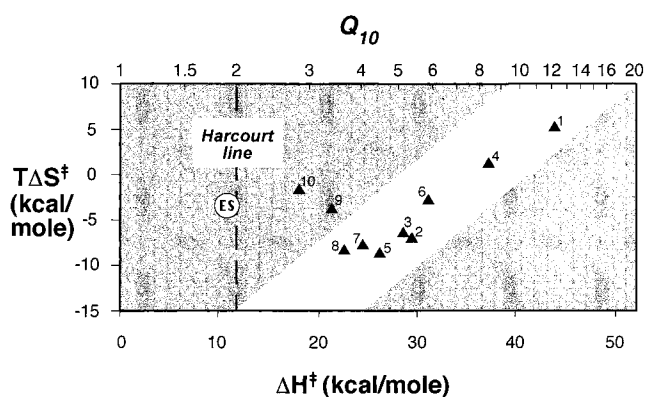 Q10
1 1.5 2 3 4 5 6 8 10 12 14 16 20
10
5
0
-5
-10
-15
TΔS‡
(kcal/
mole)
Harcourt
line
ES
1
4
10
9
6
3
2
7
8
5
0 10 20 30 40 50
ΔH‡ (kcal/mole)